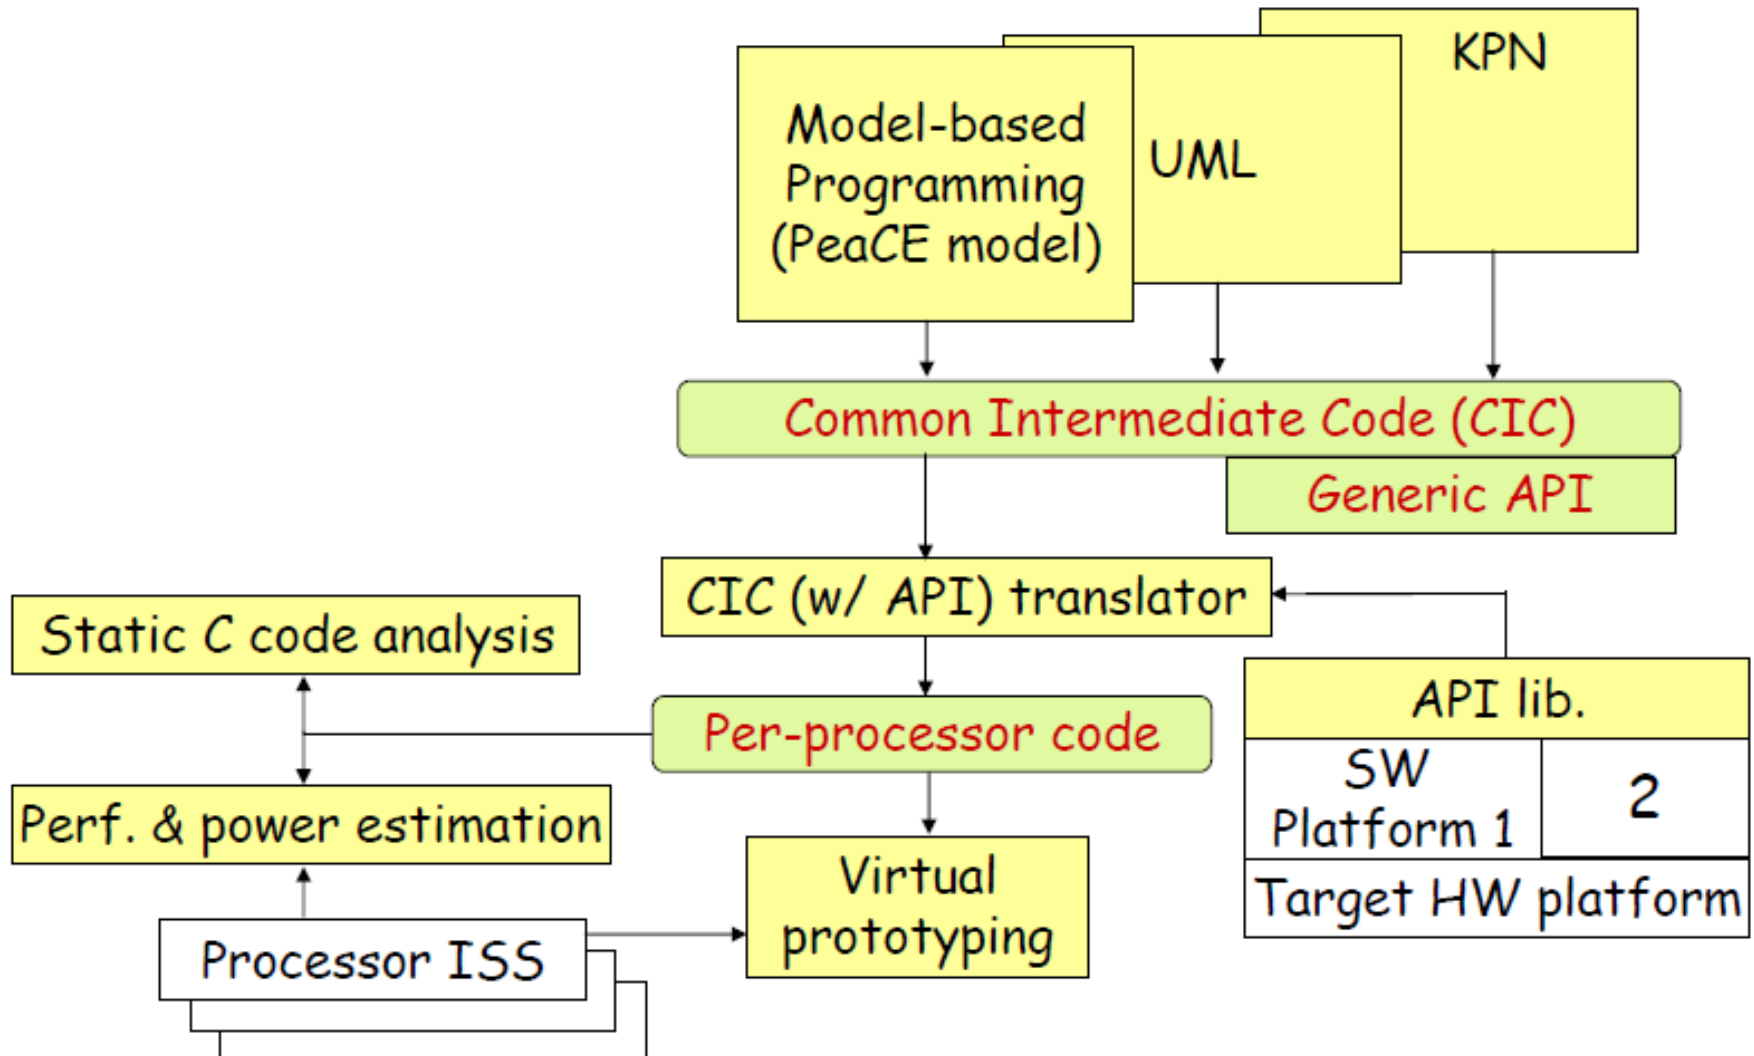 KPN
Model-based
Programming
(PeaCE model)
UML
Common Intermediate Code (CIC)
Generic API
CIC (w/ API) translator
Static C code analysis
API lib.
Per-processor code
SW
Platform 1
2
Perf. & power estimation
Virtual
prototyping
Target HW platform
Processor ISS